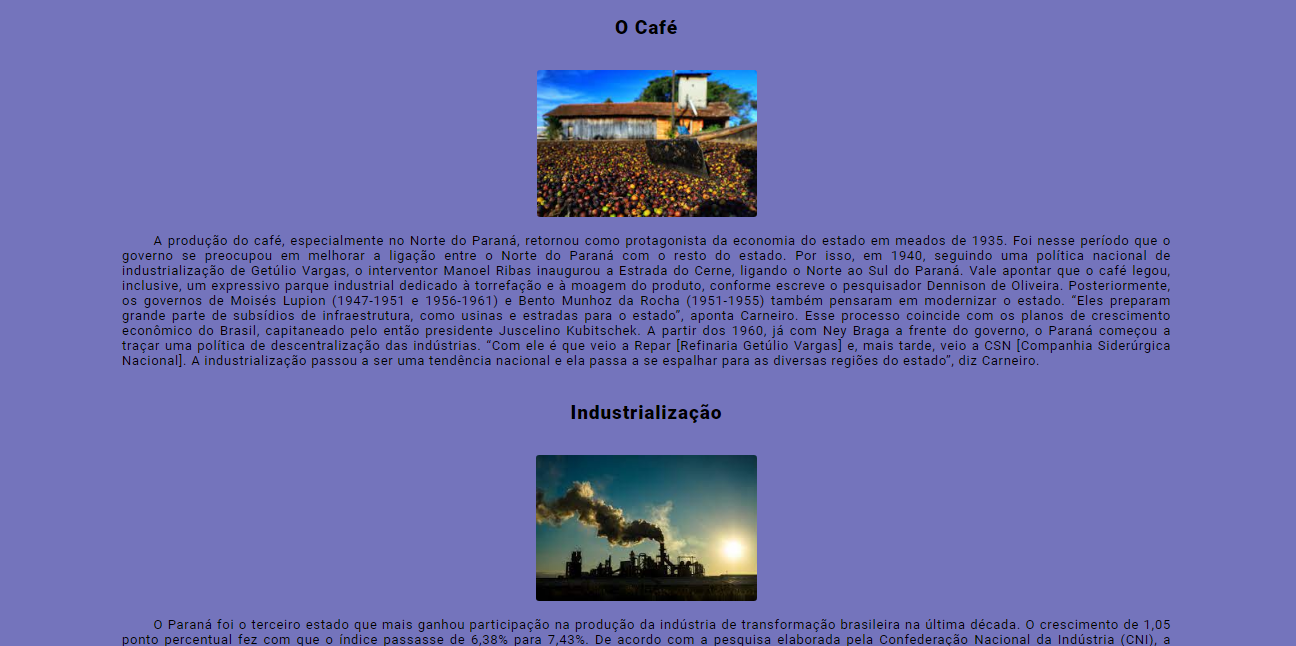 O Café
A produção do café, especialmente no Norte do Paraná, retornou como protagonista da economia do estado em meados de 1935. Foi nesse período que o
governo se preocupou em melhorar a ligação entre o Norte do Paraná com o resto do estado. Por isso, em 1940, seguindo uma política nacional de
industrialização de Getúlio Vargas, o interventor Manoel Ribas inaugurou a Estrada do Cerne, ligando o Norte ao Sul do Paraná. Vale apontar que o café legou,
inclusive, um expressivo parque industrial dedicado à torrefação e à moagem do produto, conforme escreve o pesquisador Dennison de Oliveira. Posteriormente,
os governos de Moisés Lupion (1947-1951 e 1956-1961) e Bento Munhoz da Rocha (1951-1955) também pensaram em modernizar o estado. “Eles preparam
grande parte de subsídios de infraestrutura, como usinas e estradas para o estado”, aponta Carneiro. Esse processo coincide com os planos de crescimento
econômico do Brasil, capitaneado pelo então presidente Juscelino Kubitschek. A partir dos 1960, já com Ney Braga a frente do governo, o Paraná começou a
traçar uma política de descentralização das indústrias. “Com ele é que veio a Repar [Refinaria Getúlio Vargas] e, mais tarde, veio a CSN [Companhia Siderúrgica
Nacional]. A industrialização passou a ser uma tendência nacional e ela passa a se espalhar para as diversas regiões do estado”, diz Carneiro.
Industrialização
O Paraná foi o terceiro estado que mais ganhou participação na produção da indústria de transformação brasileira na última década. O crescimento de 1,05
ponto percentual fez com que o índice passasse de 6,38% para 7,43%. De acordo com a pesquisa elaborada pela Confederação Nacional da Indústria (CNI), a